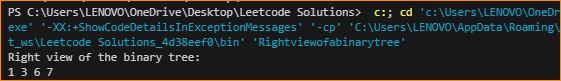 PS C:\Users\LENOVO\OneDrive\Desktop\Leetcode Solutions>  c:; cd 'c:\Users\LENOVO\OneDr
exe' '-XX:+ShowCodeDetailsInExceptionMessages' '-cp' 'C:\Users\LENOVO\AppData\Roaming\
t_ws\Leetcode Solutions_4d38eef0\bin' 'Rightviewofabinarytree'
Right view of the binary tree:
1 3 6 7